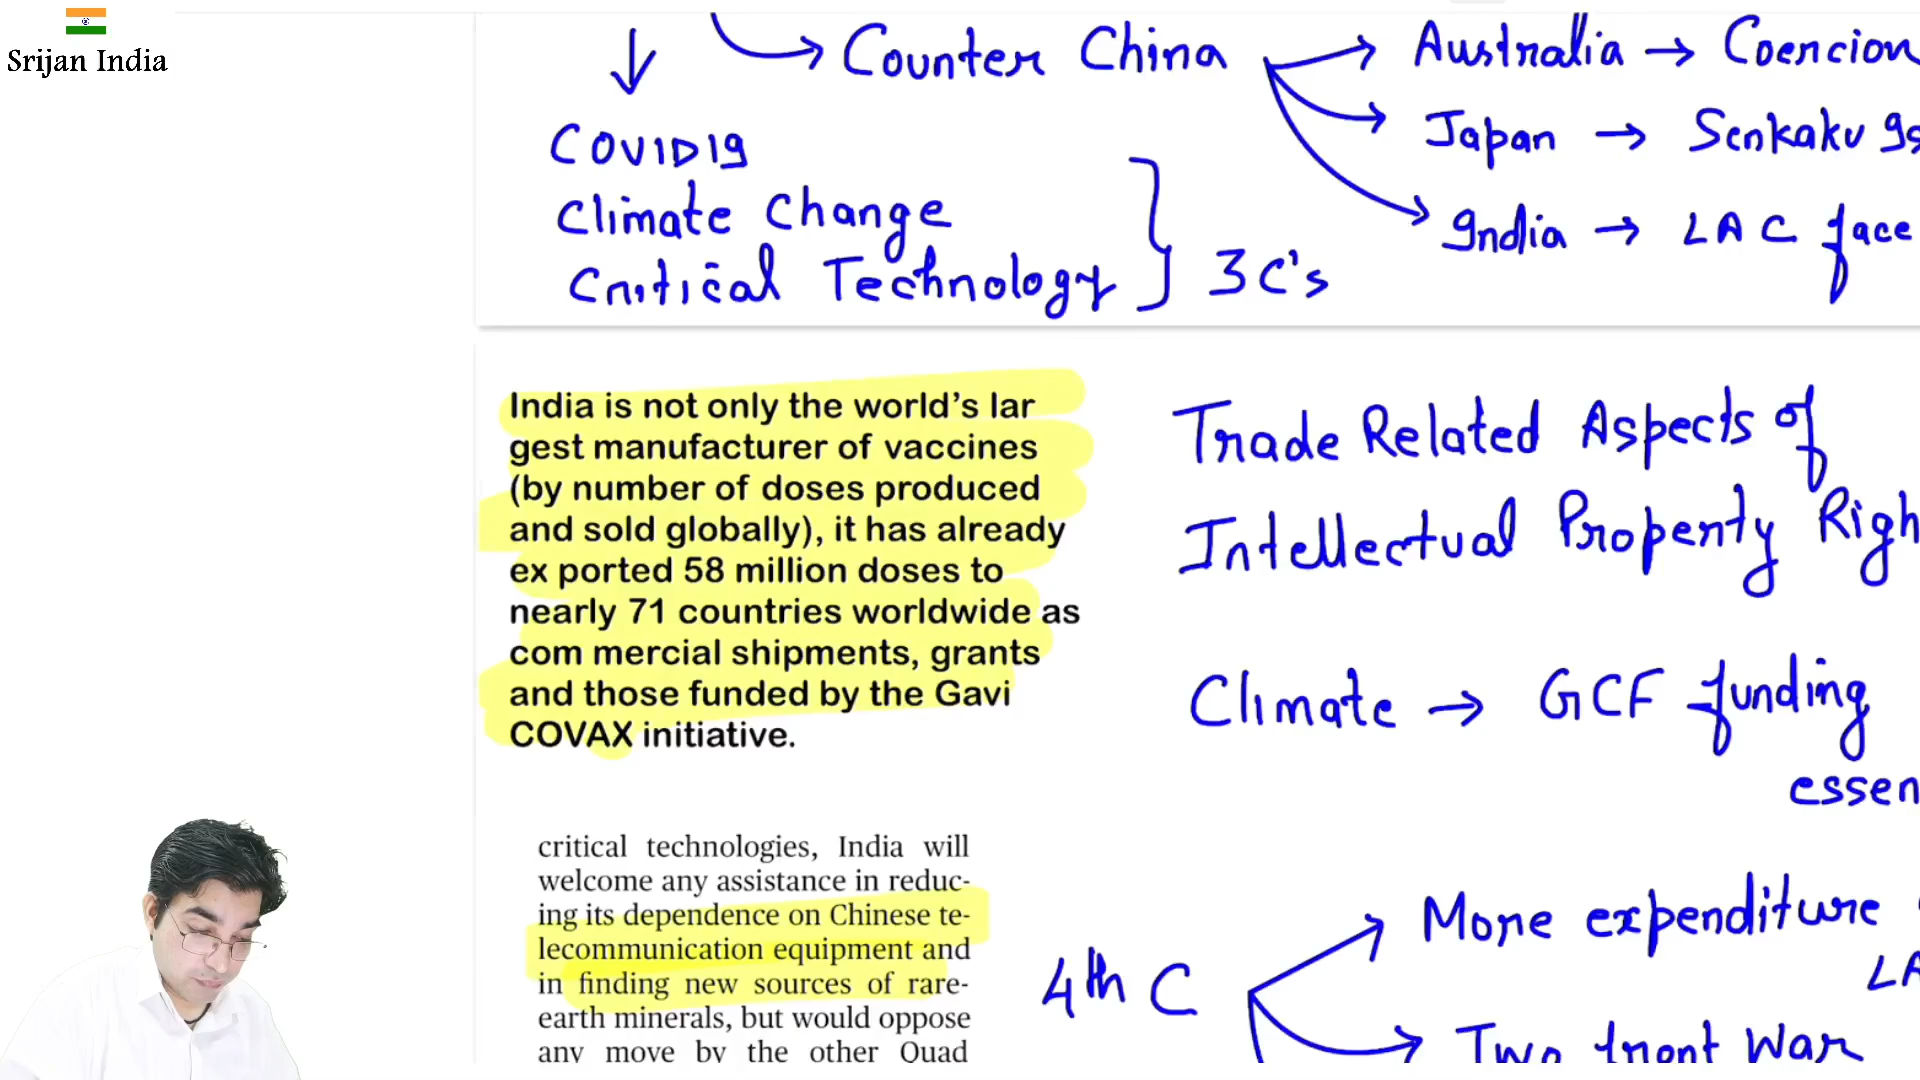 Srijan India
Counter China
Australia → Coercion
Japan → Senkaku
India → LAC face
COVID19
Climate Change
Critical Technology
3C's
India is not only the world's lar
gest manufacturer of vaccines
(by number of doses produced
and sold globally), it has already
ex ported 58 million doses to
nearly 71 countries worldwide as
com mercial shipments, grants
and those funded by the Gavi
COVAX initiative.
Trade Related Aspects of
Intellectual Property Righ
Climate → GCF funding
essen
critical technologies, India will
welcome any assistance in reduc-
ing its dependence on Chinese te-
lecommunication equipment and
in finding new sources of rare-
earth minerals, but would oppose
any move by the other Quad
4th C
More expenditure
LA
Two front War